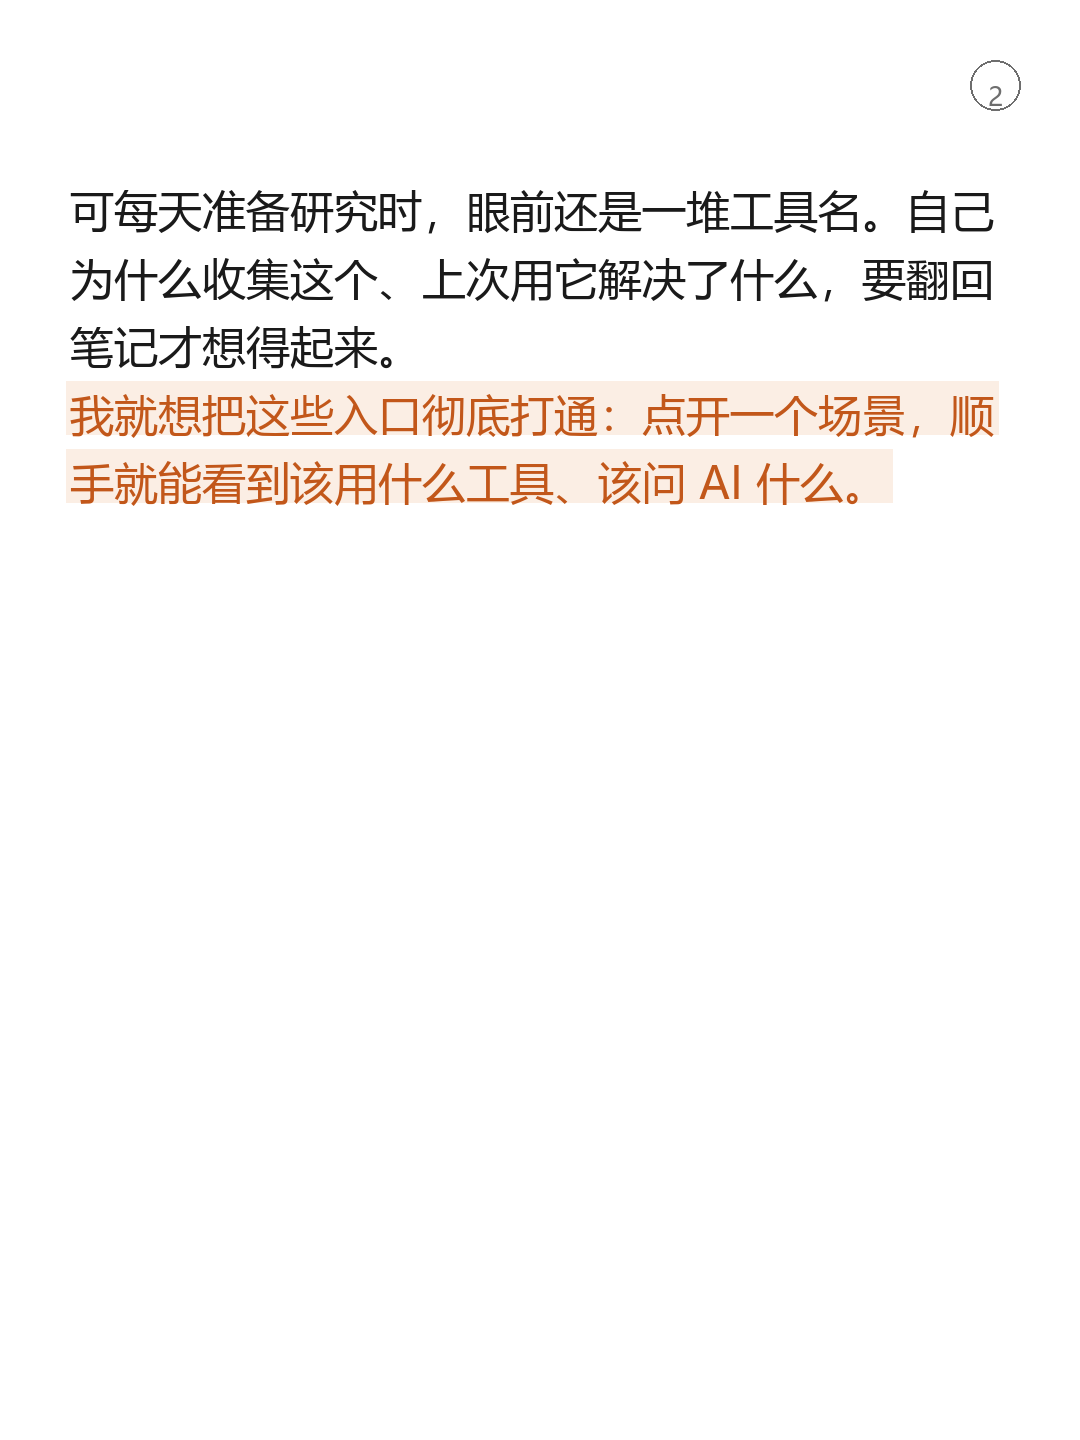 2
可每天准备研究时，眼前还是一堆工具名。自己
为什么收集这个、上次用它解决了什么，要翻回
笔记才想得起来。
我就想把这些入口彻底打通：点开一个场景，顺
手就能看到该用什么工具、该问 AI 什么。